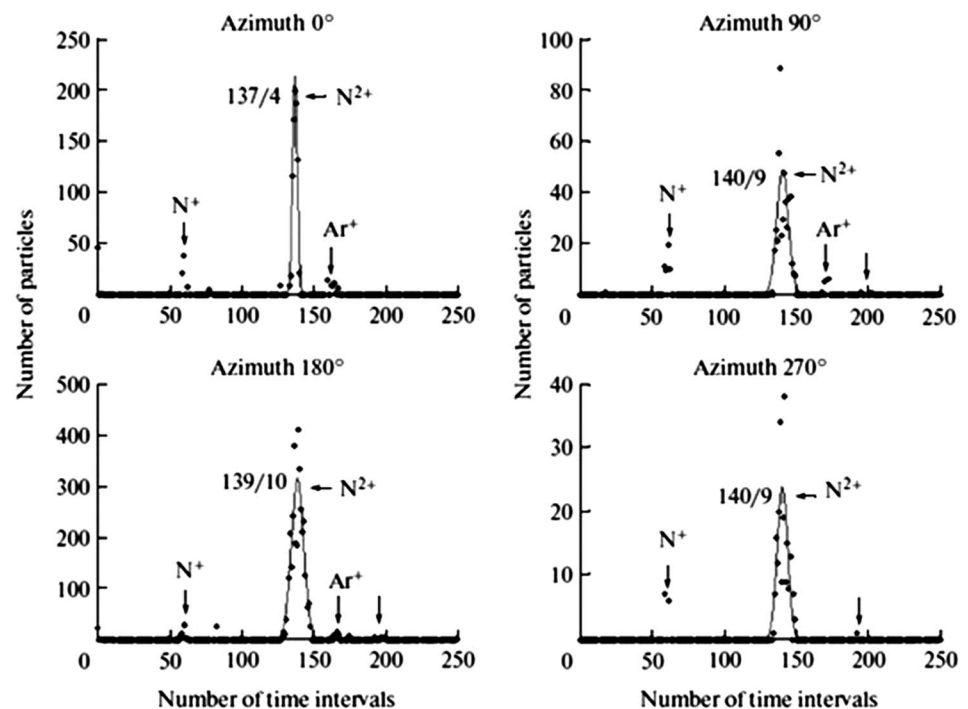 Azimuth 0°
Number of particles
250
200
150
100
50
0
50
100
150
200
250
137/4
N²⁺
N⁺
Ar⁺
Azimuth 90°
Number of particles
100
80
60
40
20
0
50
100
150
200
250
140/9
N²⁺
N⁺
Ar⁺
Azimuth 180°
500
400
300
200
100
0
50
100
150
200
250
139/10
N²⁺
N⁺
Ar⁺
Number of time intervals
Azimuth 270°
40
30
20
10
0
50
100
150
200
250
140/9
N²⁺
N⁺
Number of time intervals